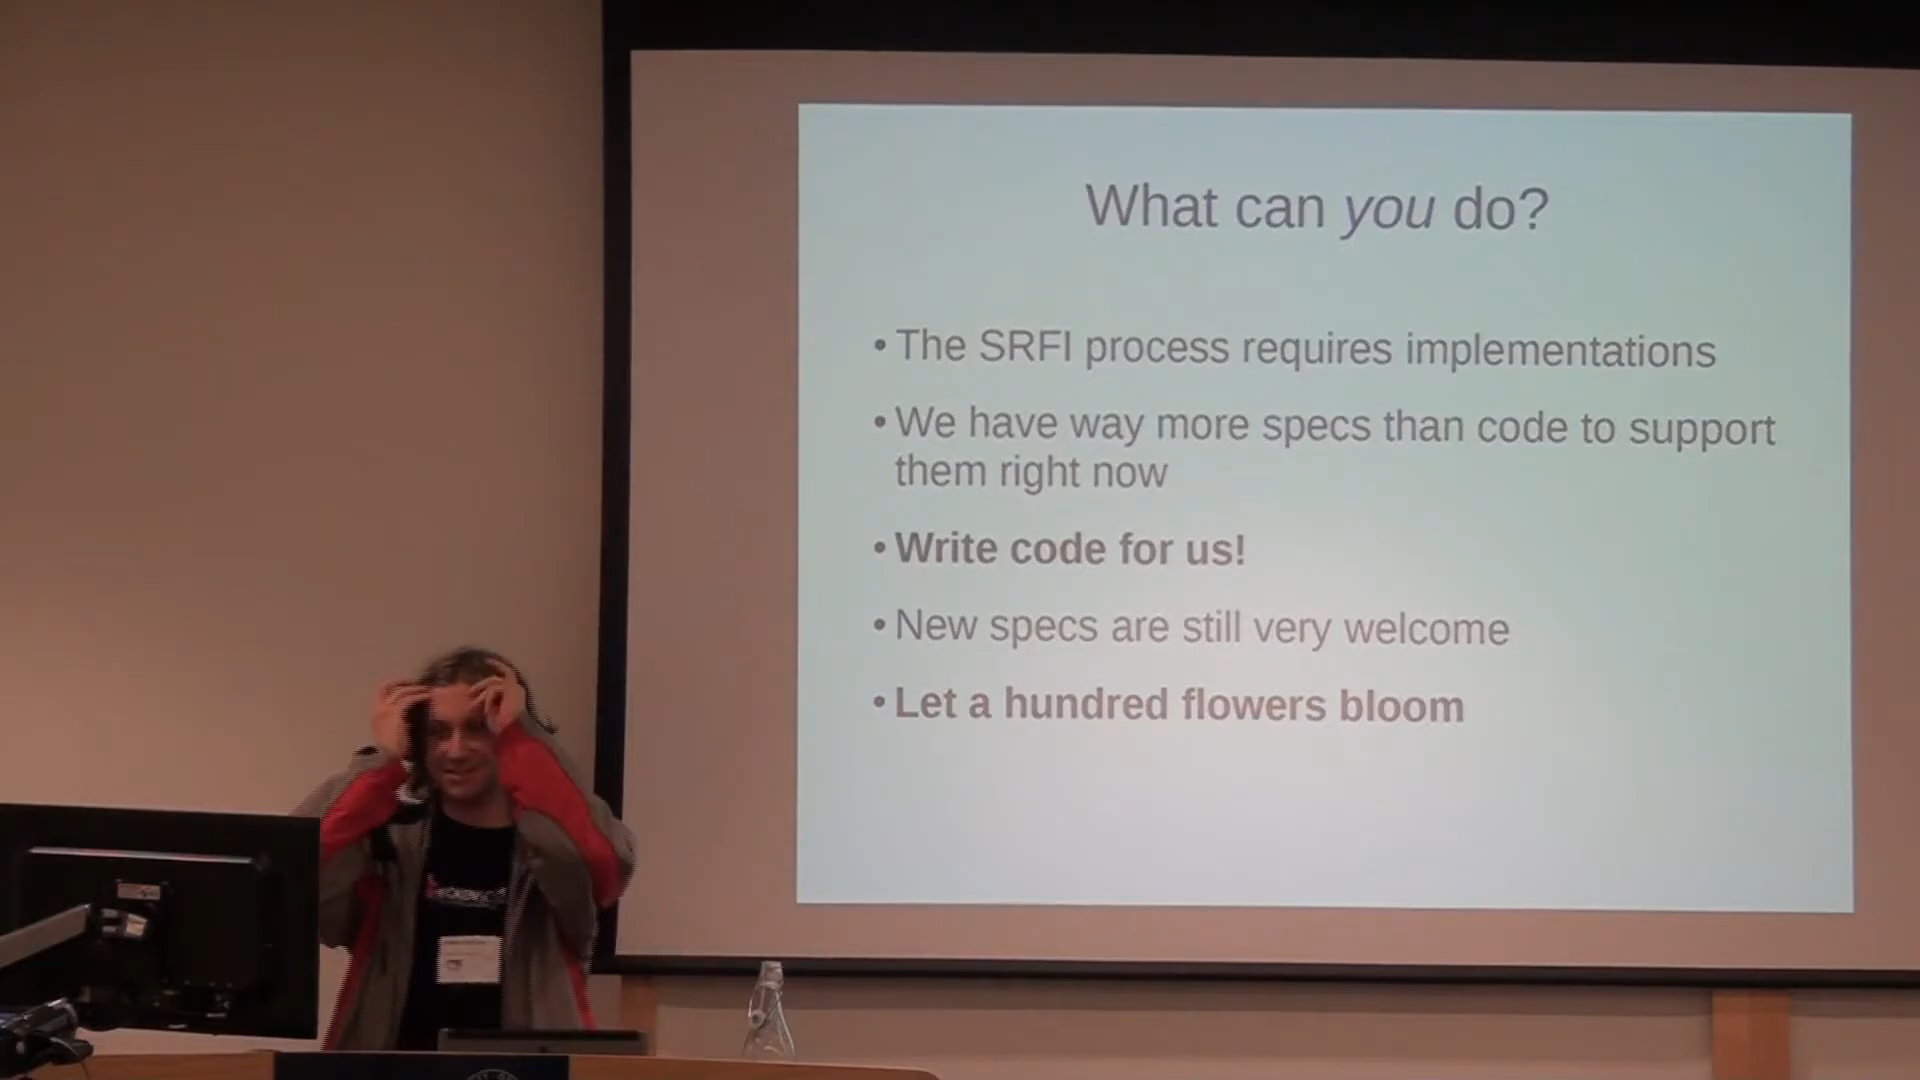 What can you do?
• The SRFI process requires implementations
• We have way more specs than code to support
them right now
• Write code for us!
• New specs are still very welcome
• Let a hundred flowers bloom